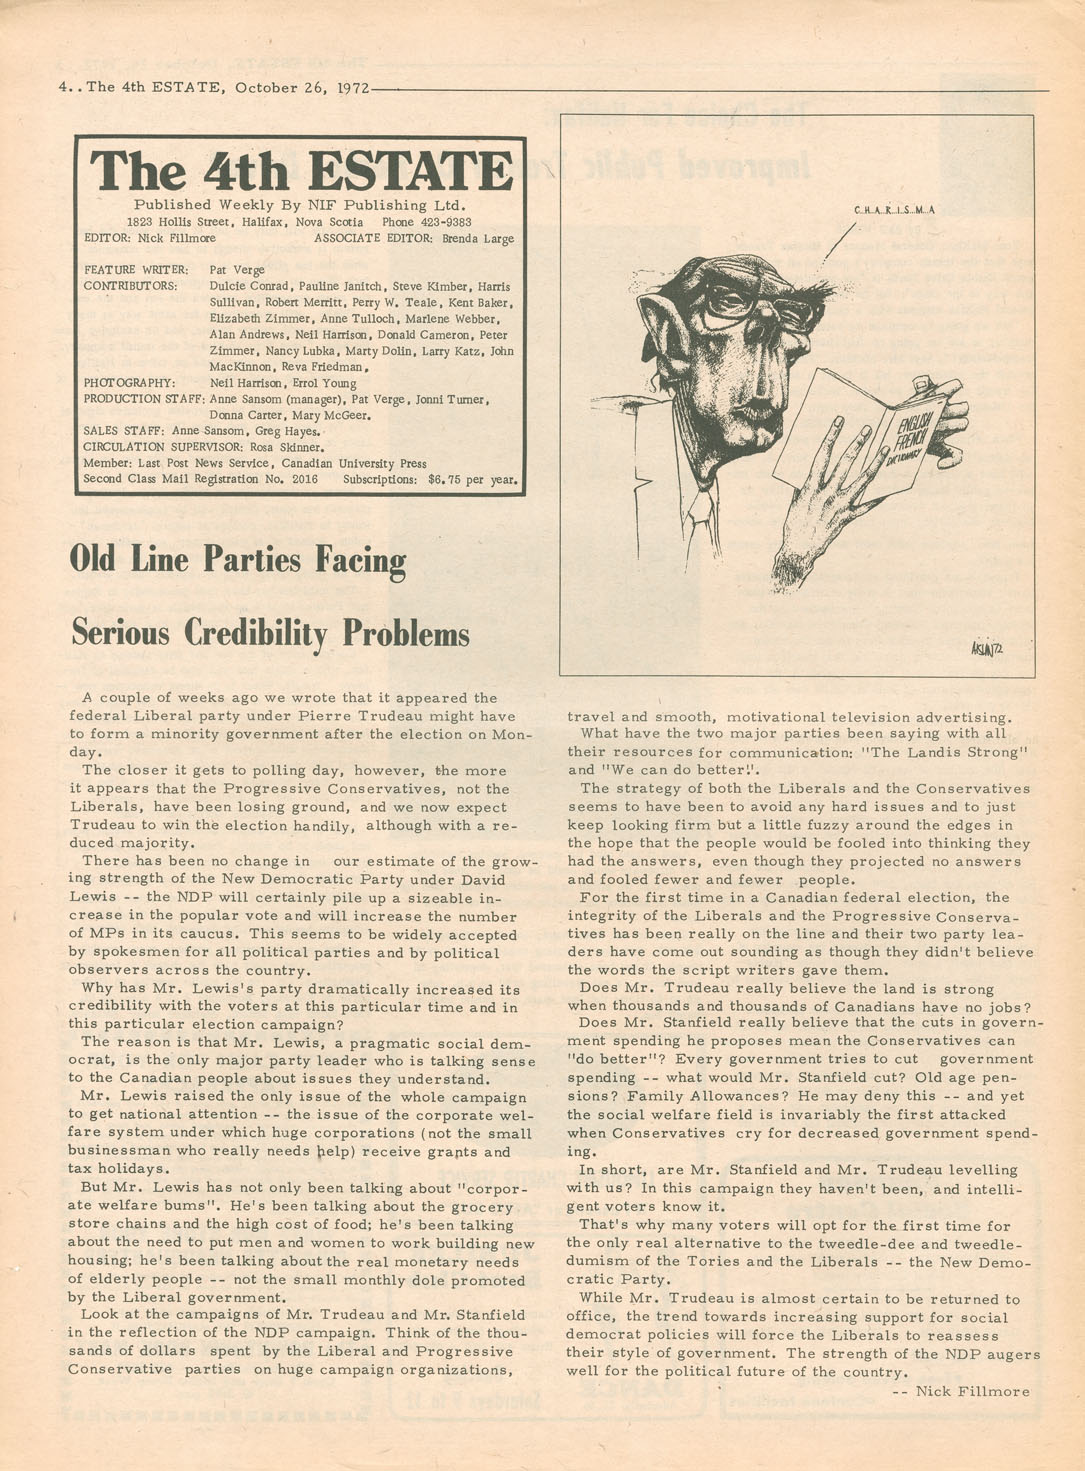 4. . The 4th ESTATE, October 26, 1972
The 4th ESTATE
Published Weekly By NIF Publishing Ltd.
1823 Hollis Street, Halifax, Nova Scotia Phone 423-9383
EDITOR: Nick Fillmore ASSOCIATE EDITOR: Brenda Large
FEATURE WRITER: Pat Verge
CONTRIBUTORS: Dulcie Conrad, Pauline Janitch, Steve Kimber, Harris
Sullivan, Robert Merritt, Perry W. Teale, Kent Baker,
Elizabeth Zimmer, Anne Tulloch, Marlene Webber,
Alan Andrews, Neil Harrison, Donald Cameron, Peter
Zimmer, Nancy Lubka, Marty Dolin, Larry Katz, John
MacKinnon, Reva Friedman.
PHOTOGRAPHY: Neil Harrison, Errol Young
PRODUCTION STAFF: Anne Sansom (manager), Pat Verge, Jonni Turner,
Donna Carter, Mary McGeer.
SALES STAFF: Anne Sansom, Greg Hayes.
CIRCULATION SUPERVISOR: Rosa Skinner.
Member: Last Post News Service, Canadian University Press
Second Class Mail Registration No. 2016 Subscriptions: $6.75 per year.
C.H.A.R.I.S.M.A
ENGLISH
FRENCH
DICTIONARY
AISLIN '72
Old Line Parties Facing
Serious Credibility Problems
A couple of weeks ago we wrote that it appeared the
federal Liberal party under Pierre Trudeau might have
to form a minority government after the election on Mon-
day.
The closer it gets to polling day, however, the more
it appears that the Progressive Conservatives, not the
Liberals, have been losing ground, and we now expect
Trudeau to win the election handily, although with a re-
duced majority.
There has been no change in our estimate of the grow-
ing strength of the New Democratic Party under David
Lewis -- the NDP will certainly pile up a sizeable in-
crease in the popular vote and will increase the number
of MPs in its caucus. This seems to be widely accepted
by spokesmen for all political parties and by political
observers across the country.
Why has Mr. Lewis's party dramatically increased its
credibility with the voters at this particular time and in
this particular election campaign?
The reason is that Mr. Lewis, a pragmatic social dem-
ocrat, is the only major party leader who is talking sense
to the Canadian people about issues they understand.
Mr. Lewis raised the only issue of the whole campaign
to get national attention -- the issue of the corporate wel-
fare system under which huge corporations (not the small
businessman who really needs help) receive grants and
tax holidays.
But Mr. Lewis has not only been talking about "corpor-
ate welfare bums". He's been talking about the grocery
store chains and the high cost of food; he's been talking
about the need to put men and women to work building new
housing; he's been talking about the real monetary needs
of elderly people -- not the small monthly dole promoted
by the Liberal government.
Look at the campaigns of Mr. Trudeau and Mr. Stanfield
in the reflection of the NDP campaign. Think of the thou-
sands of dollars spent by the Liberal and Progressive
Conservative parties on huge campaign organizations,
travel and smooth, motivational television advertising.
What have the two major parties been saying with all
their resources for communication: "The Landis Strong"
and "We can do better!".
The strategy of both the Liberals and the Conservatives
seems to have been to avoid any hard issues and to just
keep looking firm but a little fuzzy around the edges in
the hope that the people would be fooled into thinking they
had the answers, even though they projected no answers
and fooled fewer and fewer people.
For the first time in a Canadian federal election, the
integrity of the Liberals and the Progressive Conserva-
tives has been really on the line and their two party lea-
ders have come out sounding as though they didn't believe
the words the script writers gave them.
Does Mr. Trudeau really believe the land is strong
when thousands and thousands of Canadians have no jobs?
Does Mr. Stanfield really believe that the cuts in govern-
ment spending he proposes mean the Conservatives can
"do better"? Every government tries to cut government
spending -- what would Mr. Stanfield cut? Old age pen-
sions? Family Allowances? He may deny this -- and yet
the social welfare field is invariably the first attacked
when Conservatives cry for decreased government spend-
ing.
In short, are Mr. Stanfield and Mr. Trudeau levelling
with us? In this campaign they haven't been, and intelli-
gent voters know it.
That's why many voters will opt for the first time for
the only real alternative to the tweedle-dee and tweedle-
dumism of the Tories and the Liberals -- the New Demo-
cratic Party.
While Mr. Trudeau is almost certain to be returned to
office, the trend towards increasing support for social
democrat policies will force the Liberals to reassess
their style of government. The strength of the NDP augers
well for the political future of the country.
-- Nick Fillmore